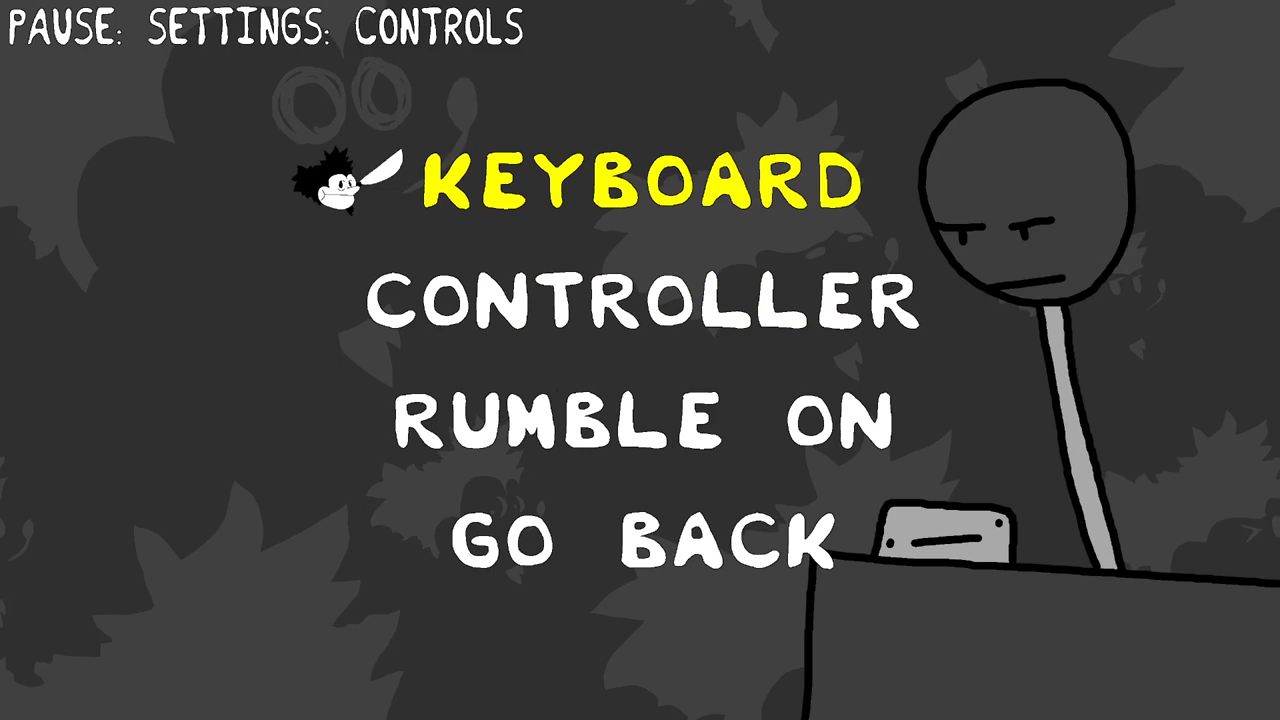 PAUSE: SETTINGS: CONTROLS
KEYBOARD
CONTROLLER
RUMBLE ON
GO BACK